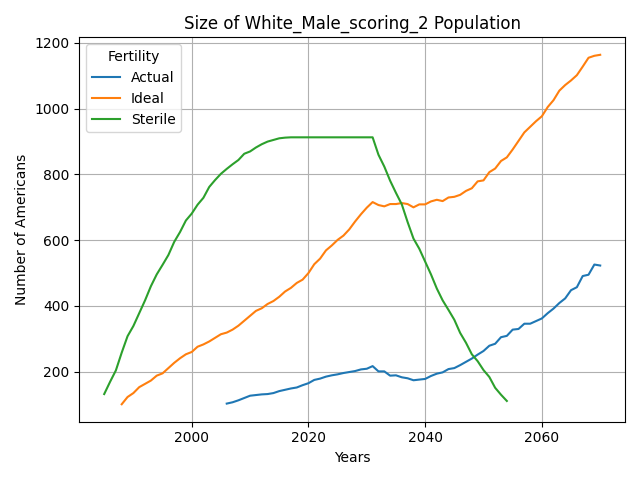 Size of White_Male_scoring_2 Population
Fertility
Actual
Ideal
Sterile
Number of Americans
1200
1000
800
600
400
200
2000
2020
2040
2060
Years